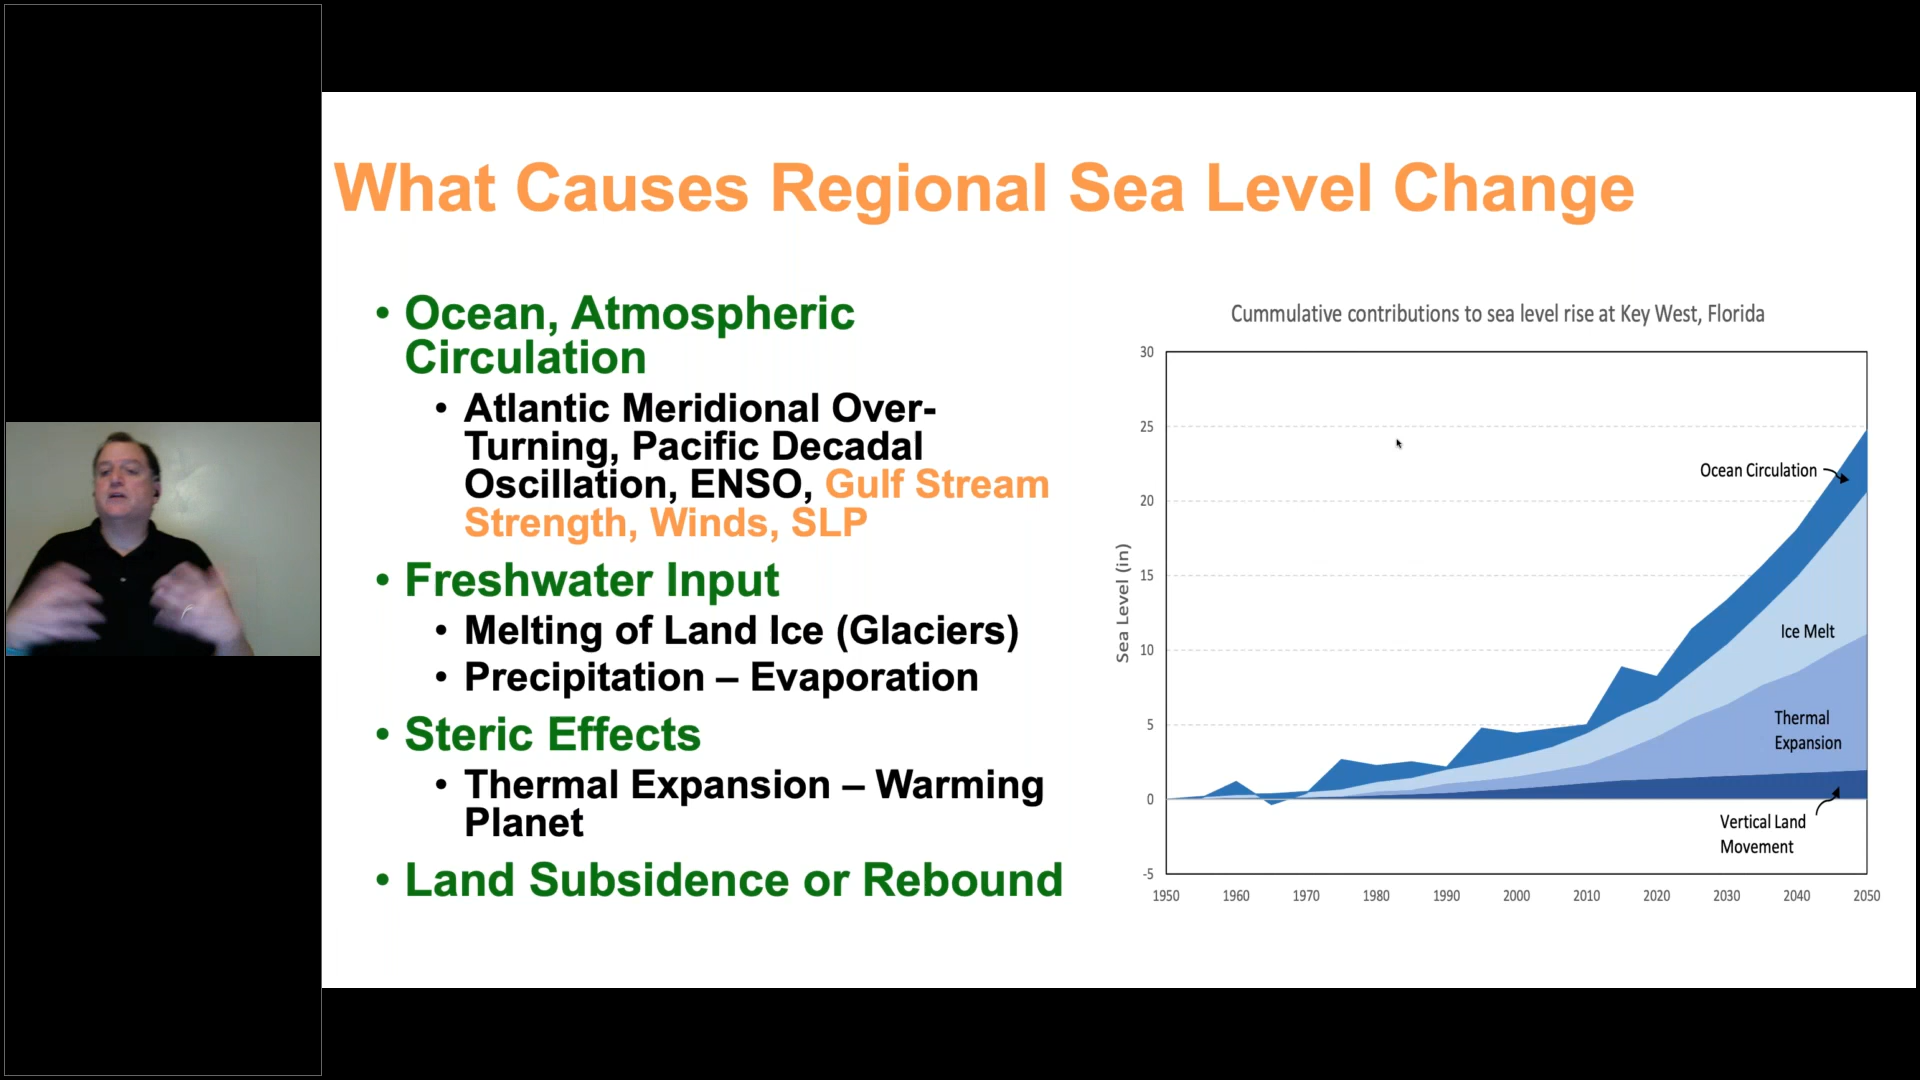 What Causes Regional Sea Level Change
• Ocean, Atmospheric
Circulation
• Atlantic Meridional Over-
Turning, Pacific Decadal
Oscillation, ENSO, Gulf Stream
Strength, Winds, SLP
• Freshwater Input
• Melting of Land Ice (Glaciers)
• Precipitation – Evaporation
• Steric Effects
• Thermal Expansion – Warming
Planet
• Land Subsidence or Rebound
Cummulative contributions to sea level rise at Key West, Florida
Sea Level (in)
30
25
20
15
10
5
0
-5
Ocean Circulation
Ice Melt
Thermal
Expansion
Vertical Land
Movement
1950 1960 1970 1980 1990 2000 2010 2020 2030 2040 2050